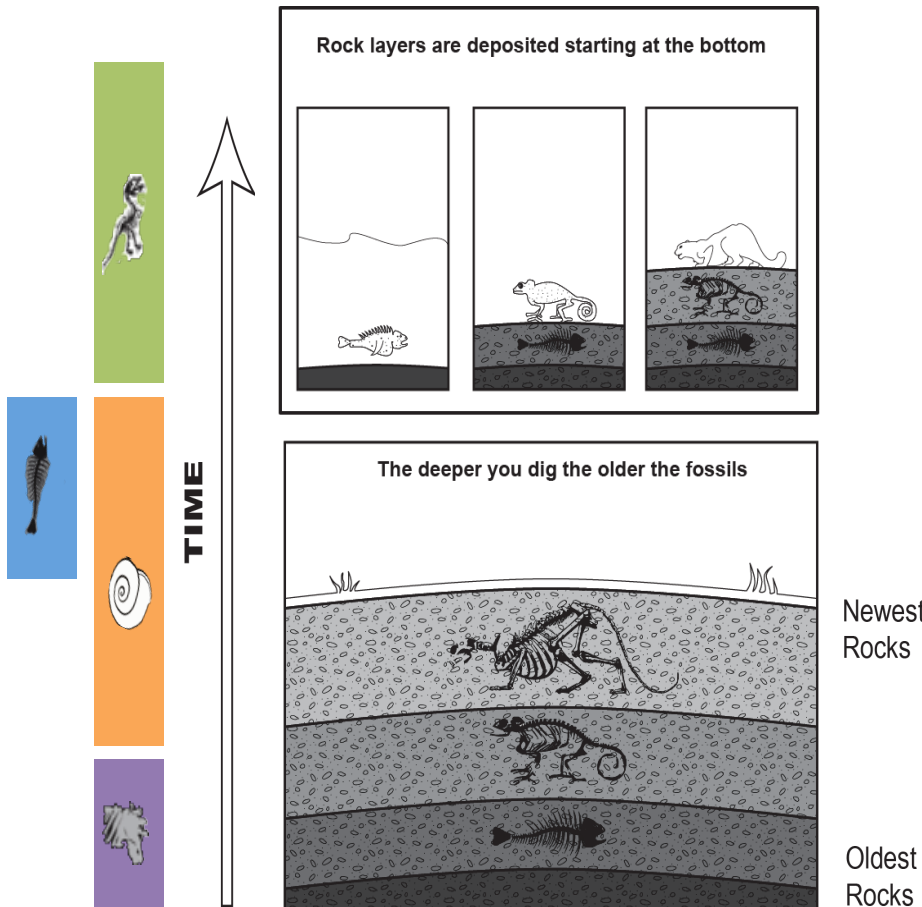 Rock layers are deposited starting at the bottom
TIME
The deeper you dig the older the fossils
Newest
Rocks
Oldest
Rocks